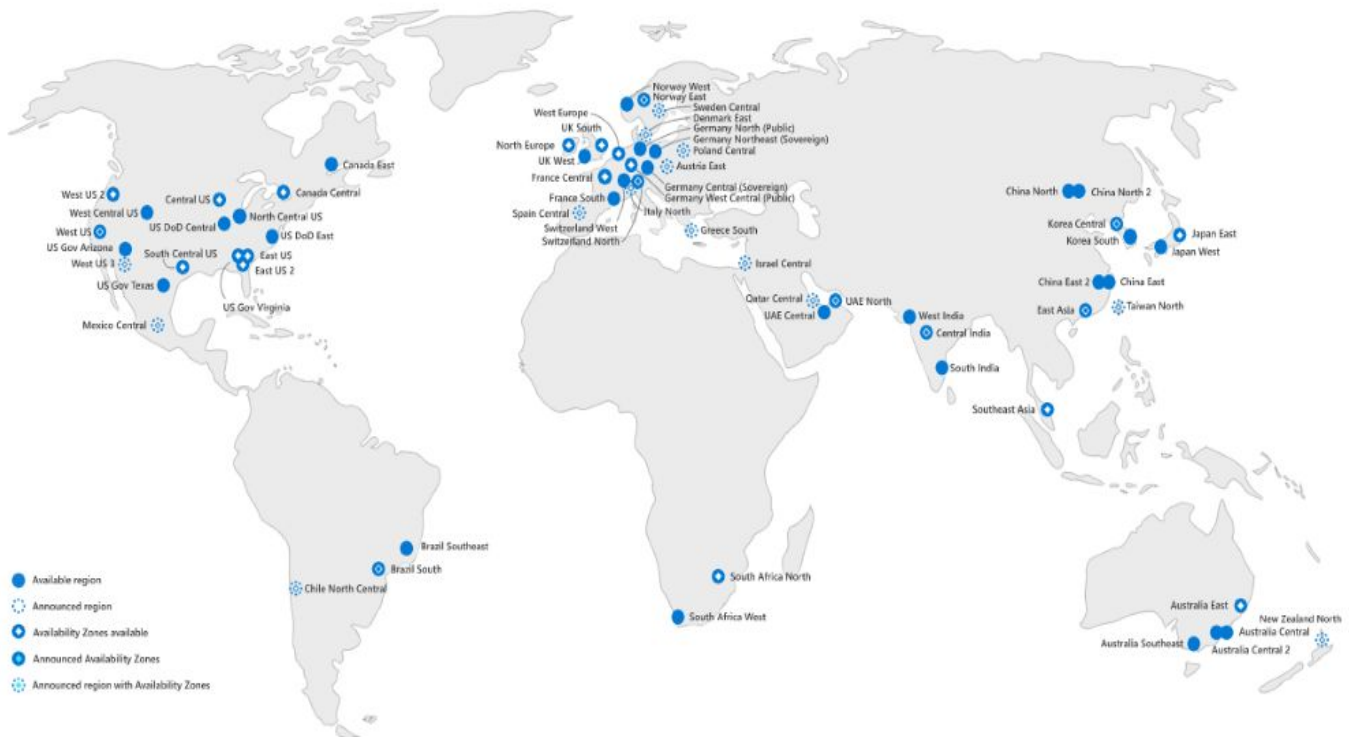 Norway West
Norway East
Sweden Central
West Europe
Denmark East
UK South
Germany North (Public)
Germany Northeast (Sovereign)
North Europe
Poland Central
UK West
Austria East
Canada East
France Central
Germany Central (Sovereign)
Germany West Central (Public)
West US 2
Central US
Canada Central
China North
China North 2
France South
West Central US
North Central US
Spain Central
Italy North
US DoD Central
Korea Central
West US
US DoD East
Switzerland West
Greece South
Korea South
Japan East
Switzerland North
US Gov Arizona
South Central US
East US
Japan West
West US 3
East US 2
Israel Central
US Gov Texas
China East 2
China East
US Gov Virginia
Qatar Central
UAE North
Taiwan North
UAE Central
West India
East Asia
Mexico Central
Central India
South India
Southeast Asia
Brazil Southeast
Brazil South
South Africa North
Chile North Central
Available region
Announced region
Availability Zones available
Announced Availability Zones
Announced region with Availability Zones
South Africa West
Australia East
New Zealand North
Australia Central
Australia Southeast
Australia Central 2